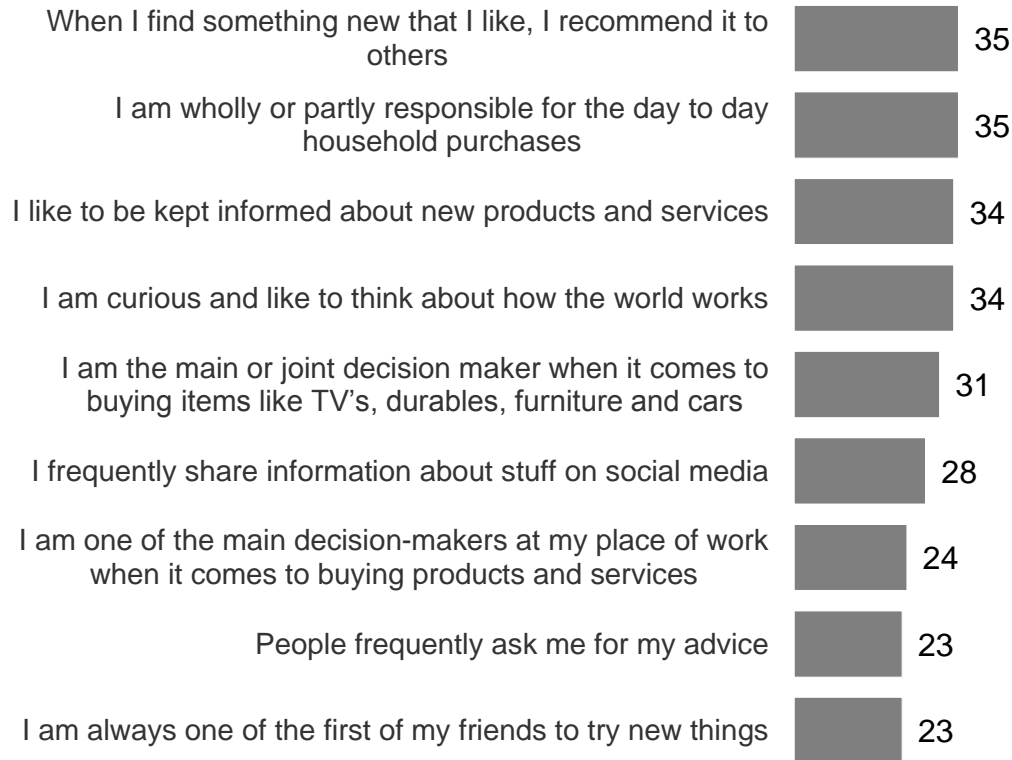 When I find something new that I like, I recommend it to
others
35
I am wholly or partly responsible for the day to day
household purchases
35
I like to be kept informed about new products and services
34
I am curious and like to think about how the world works
34
I am the main or joint decision maker when it comes to
buying items like TV’s, durables, furniture and cars
31
I frequently share information about stuff on social media
28
I am one of the main decision-makers at my place of work
when it comes to buying products and services
24
People frequently ask me for my advice
23
I am always one of the first of my friends to try new things
23